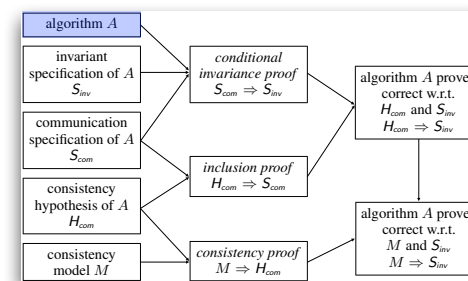 algorithm A
invariant
specification of A
S_inv
communication
specification of A
S_com
consistency
hypothesis of A
H_com
consistency
model M
conditional
invariance proof
S_com ⇒ S_inv
inclusion proof
H_com ⇒ S_com
consistency proof
M ⇒ H_com
algorithm A prove
correct w.r.t.
H_com and S_inv
H_com ⇒ S_inv
algorithm A prove
correct w.r.t.
M and S_inv
M ⇒ S_inv